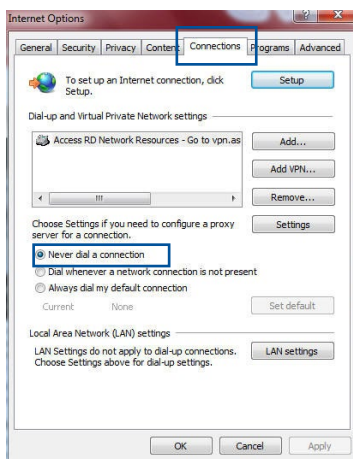 Internet Options
General Security Privacy Content Connections Programs Advanced
To set up an Internet connection, click
Setup.
Setup
Dial-up and Virtual Private Network settings
Access RD Network Resources - Go to vpn.as
Add...
Add VPN...
Remove...
Choose Settings if you need to configure a proxy
server for a connection.
Settings
Never dial a connection
Dial whenever a network connection is not present
Always dial my default connection
Current None Set default
Local Area Network (LAN) settings
LAN Settings do not apply to dial-up connections.
Choose Settings above for dial-up settings.
LAN settings
OK Cancel Apply